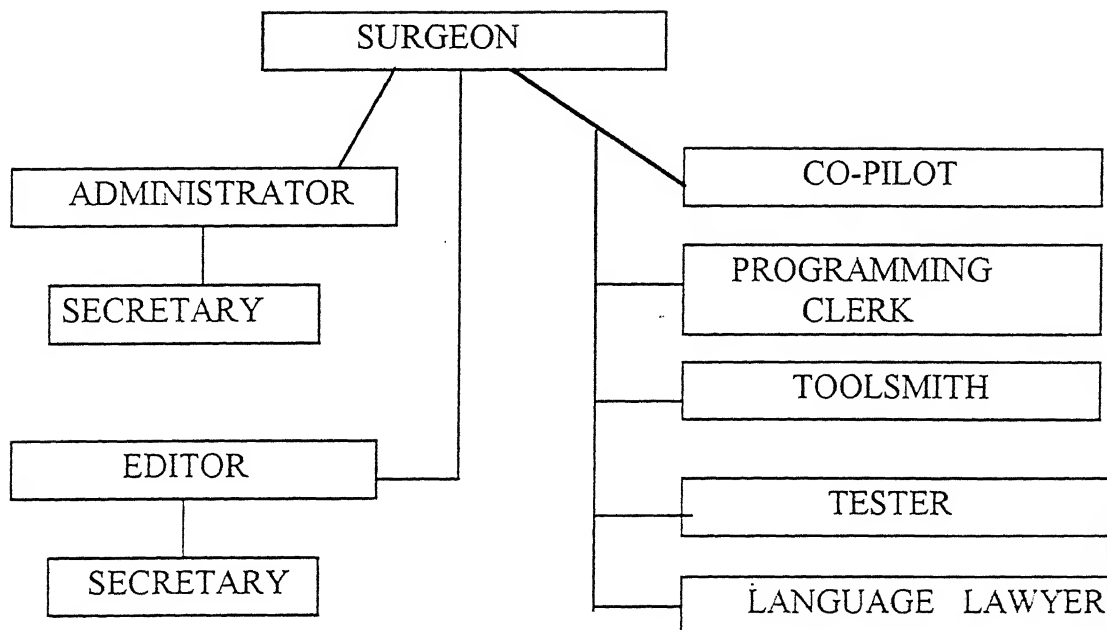 SURGEON
ADMINISTRATOR
SECRETARY
EDITOR
SECRETARY
CO-PILOT
PROGRAMMING
CLERK
TOOLSMITH
TESTER
LANGUAGE LAWYER